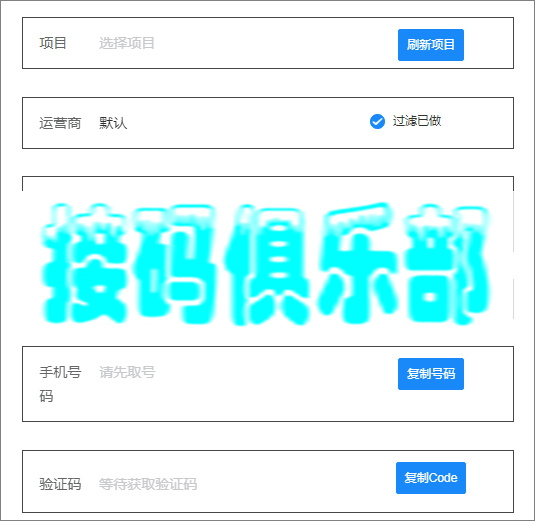 项目 选择项目 刷新项目
运营商 默认 过滤已做
接码俱乐部
手机号码 请先取号 复制号码
验证码 等待获取验证码 复制Code